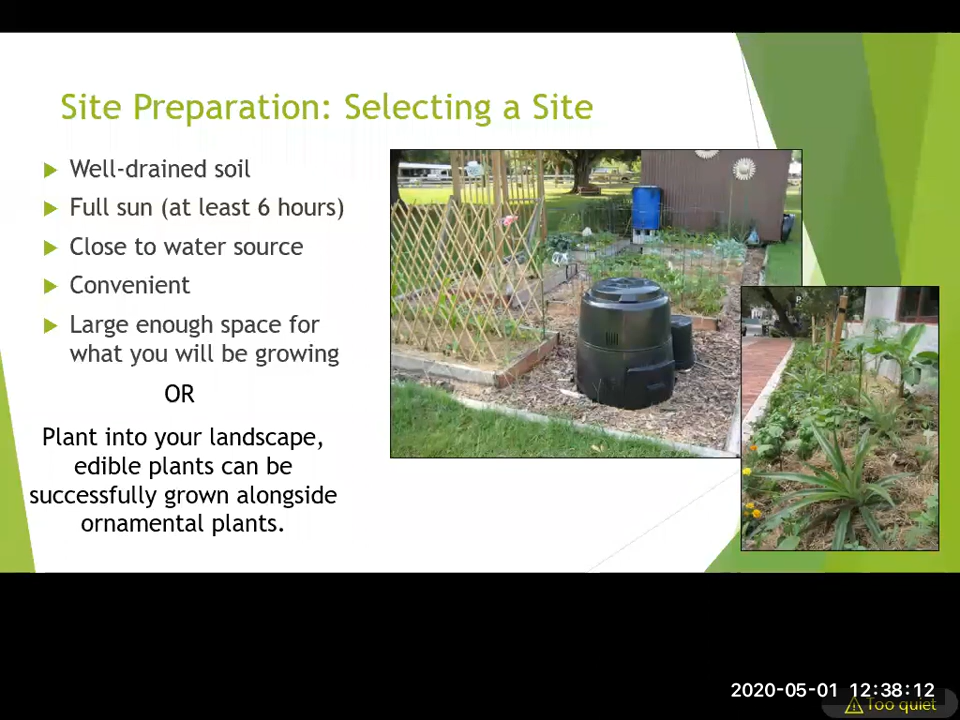 Site Preparation: Selecting a Site
Well-drained soil
Full sun (at least 6 hours)
Close to water source
Convenient
Large enough space for
what you will be growing
OR
Plant into your landscape,
edible plants can be
successfully grown alongside
ornamental plants.
P
2020-05-01 12:38:12
Too quiet